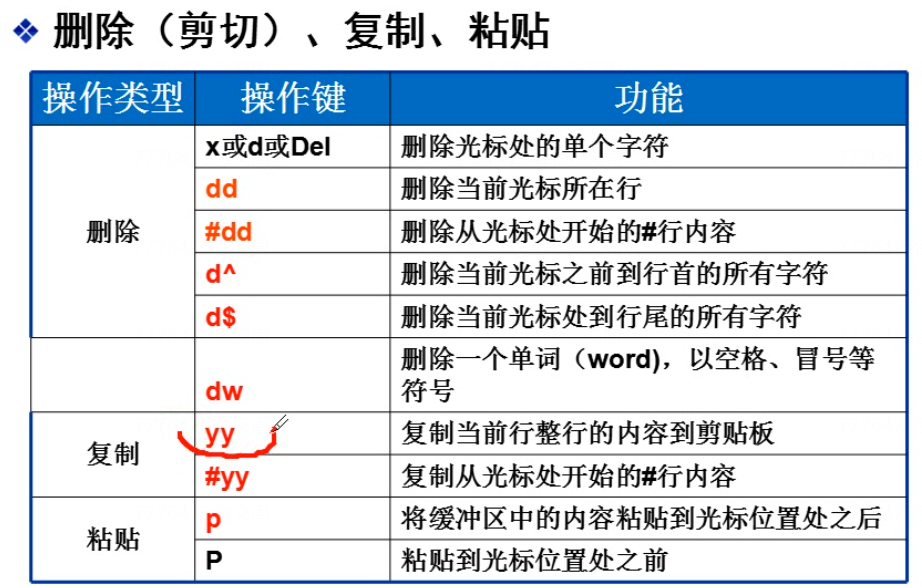 删除（剪切）、复制、粘贴
操作类型 操作键 功能
删除
x或d或Del 删除光标处的单个字符
dd 删除当前光标所在行
#dd 删除从光标处开始的#行内容
d^ 删除当前光标之前到行首的所有字符
d$ 删除当前光标处到行尾的所有字符
dw 删除一个单词（word)，以空格、冒号等
符号
复制
yy 复制当前行整行的内容到剪贴板
#yy 复制从光标处开始的#行内容
粘贴
p 将缓冲区中的内容粘贴到光标位置处之后
P 粘贴到光标位置处之前